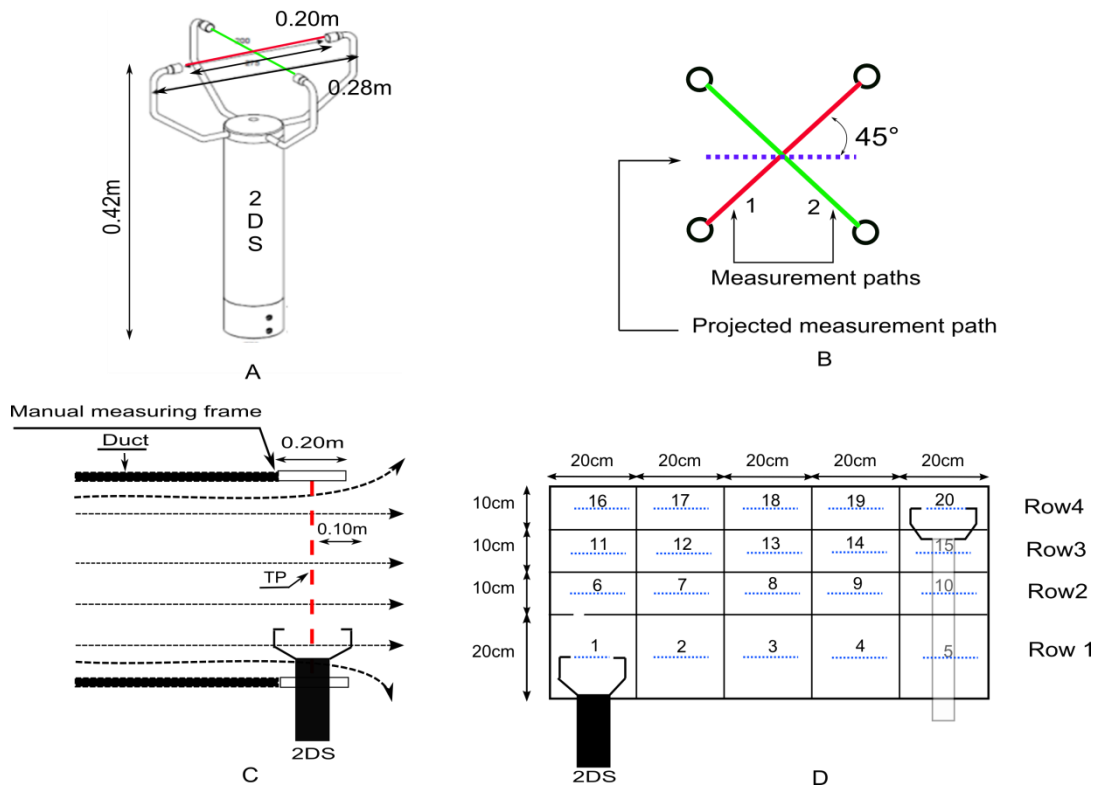 0.20m
0.28m
0.42m
2
D
S
A
45°
1
2
Measurement paths
Projected measurement path
B
Manual measuring frame
Duct
0.20m
0.10m
TP
2DS
C
20cm 20cm 20cm 20cm 20cm
10cm 16 17 18 19 20 Row4
10cm 11 12 13 14 15 Row3
10cm 6 7 8 9 10 Row2
20cm 1 2 3 4 5 Row 1
2DS
D